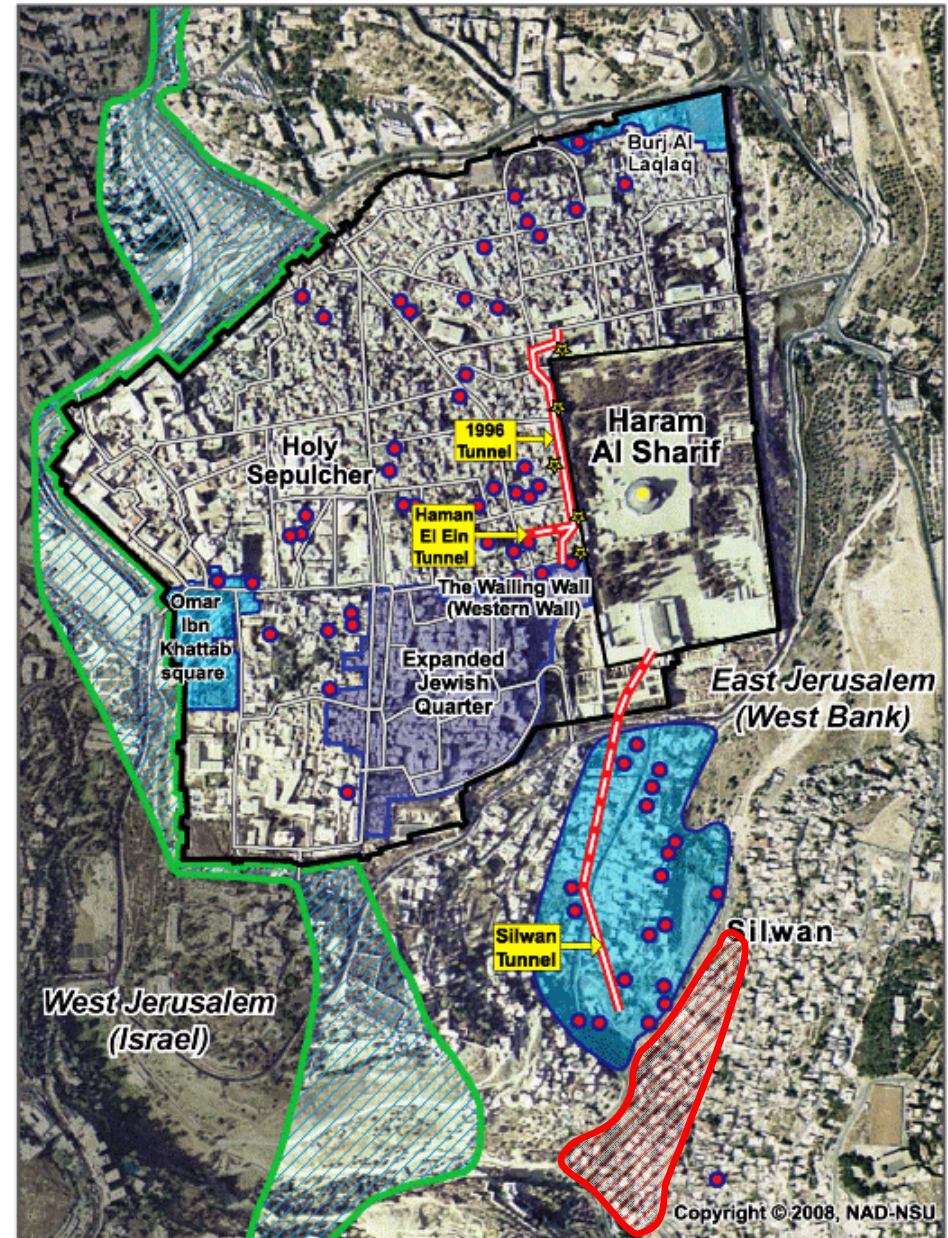 Burj Al
Laqlaq
Haram
Al Sharif
1996
Tunnel
Holy
Sepulcher
Haman
El Ein
Tunnel
The Wailing Wall
(Western Wall)
Omar
Ibn
Khattab
square
Expanded
Jewish
Quarter
East Jerusalem
(West Bank)
Silwan
Silwan
Tunnel
West Jerusalem
(Israel)
Copyright © 2008, NAD-NSU